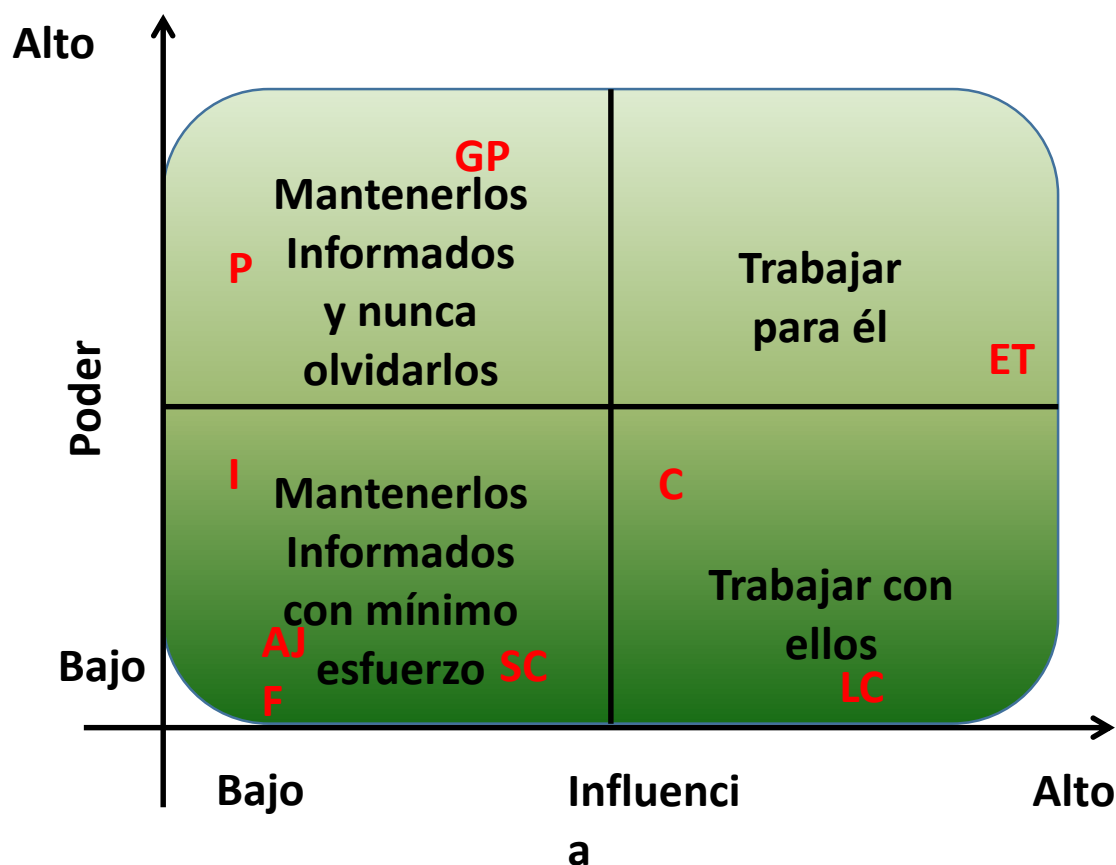 Alto
GP
Mantenerlos
Informados
y nunca
olvidarlos
P
Trabajar
para él
ET
Poder
I
Mantenerlos
Informados
con mínimo
esfuerzo
AJ
F
SC
C
Trabajar con
ellos
LC
Bajo
Bajo
Influenci
a
Alto